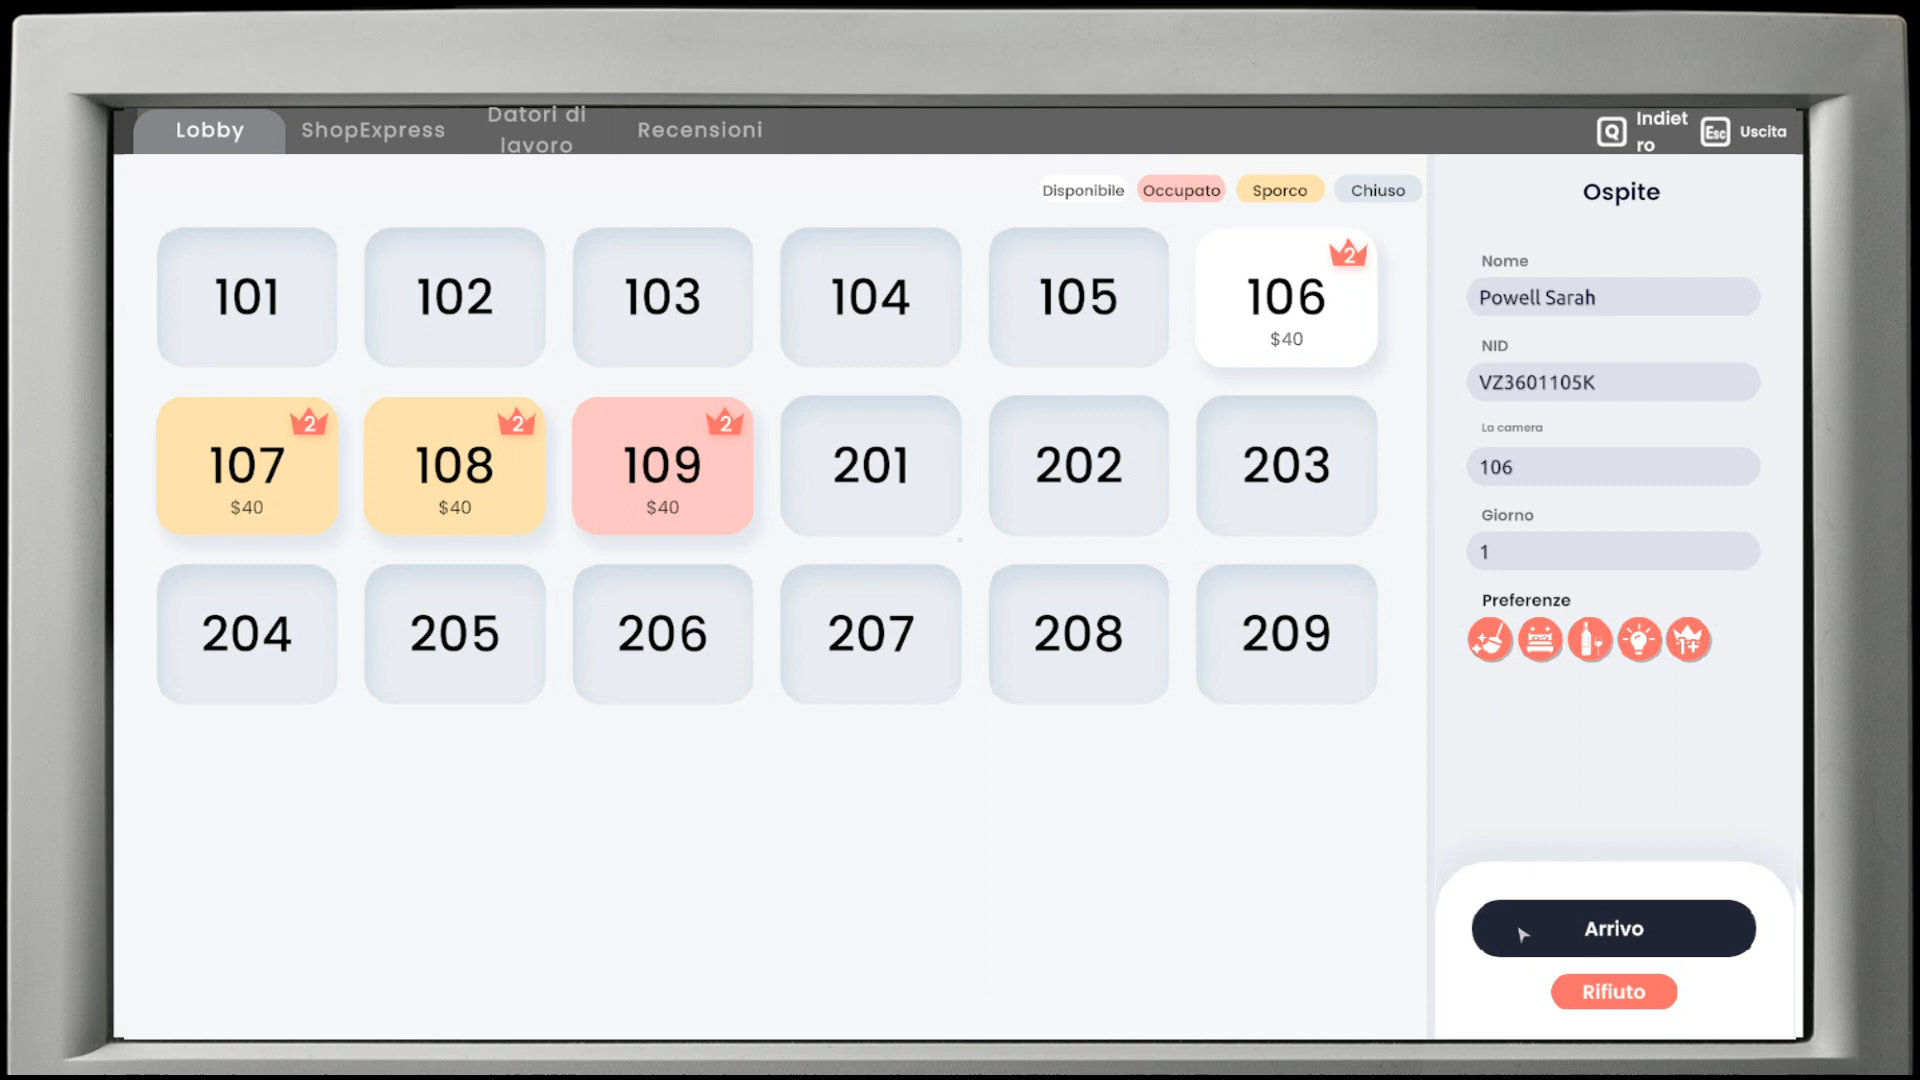 Lobby
ShopExpress
Datori di
lavoro
Recensioni
Q
Indiet
ro
Esc
Uscita
Disponibile
Occupato
Sporco
Chiuso
101
102
103
104
105
2
106
$40
2
107
$40
2
108
$40
2
109
$40
201
202
203
204
205
206
207
208
209
Ospite
Nome
Powell Sarah
NID
VZ3601105K
La camera
106
Giorno
1
Preferenze
1+
Arrivo
Rifiuto